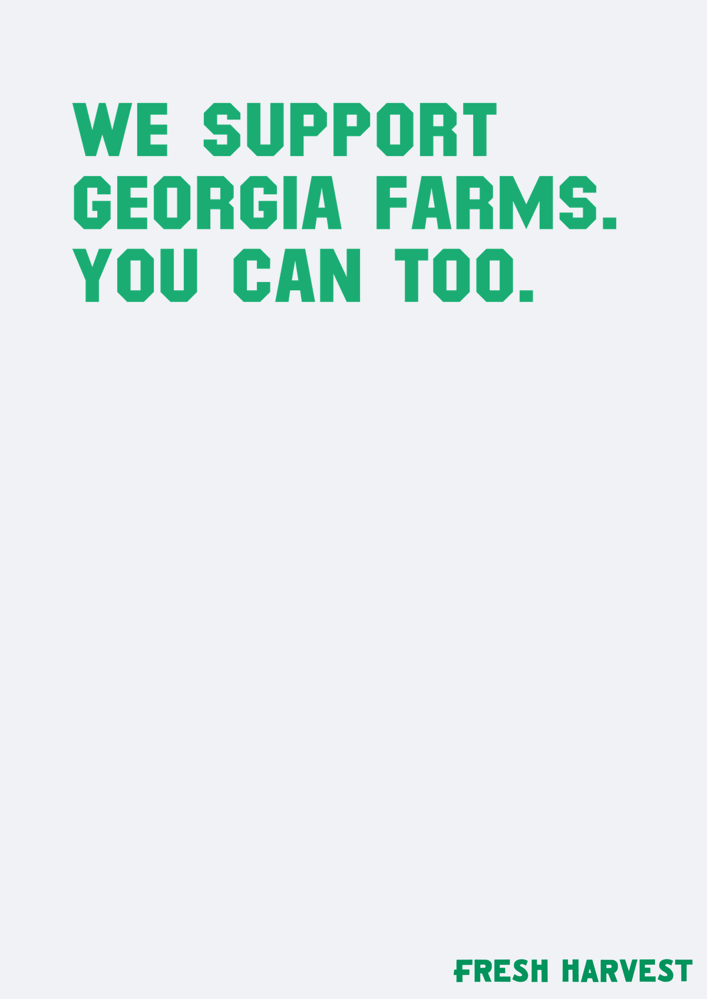 WE SUPPORT
GEORGIA FARMS.
YOU CAN TOO.
FRESH HARVEST